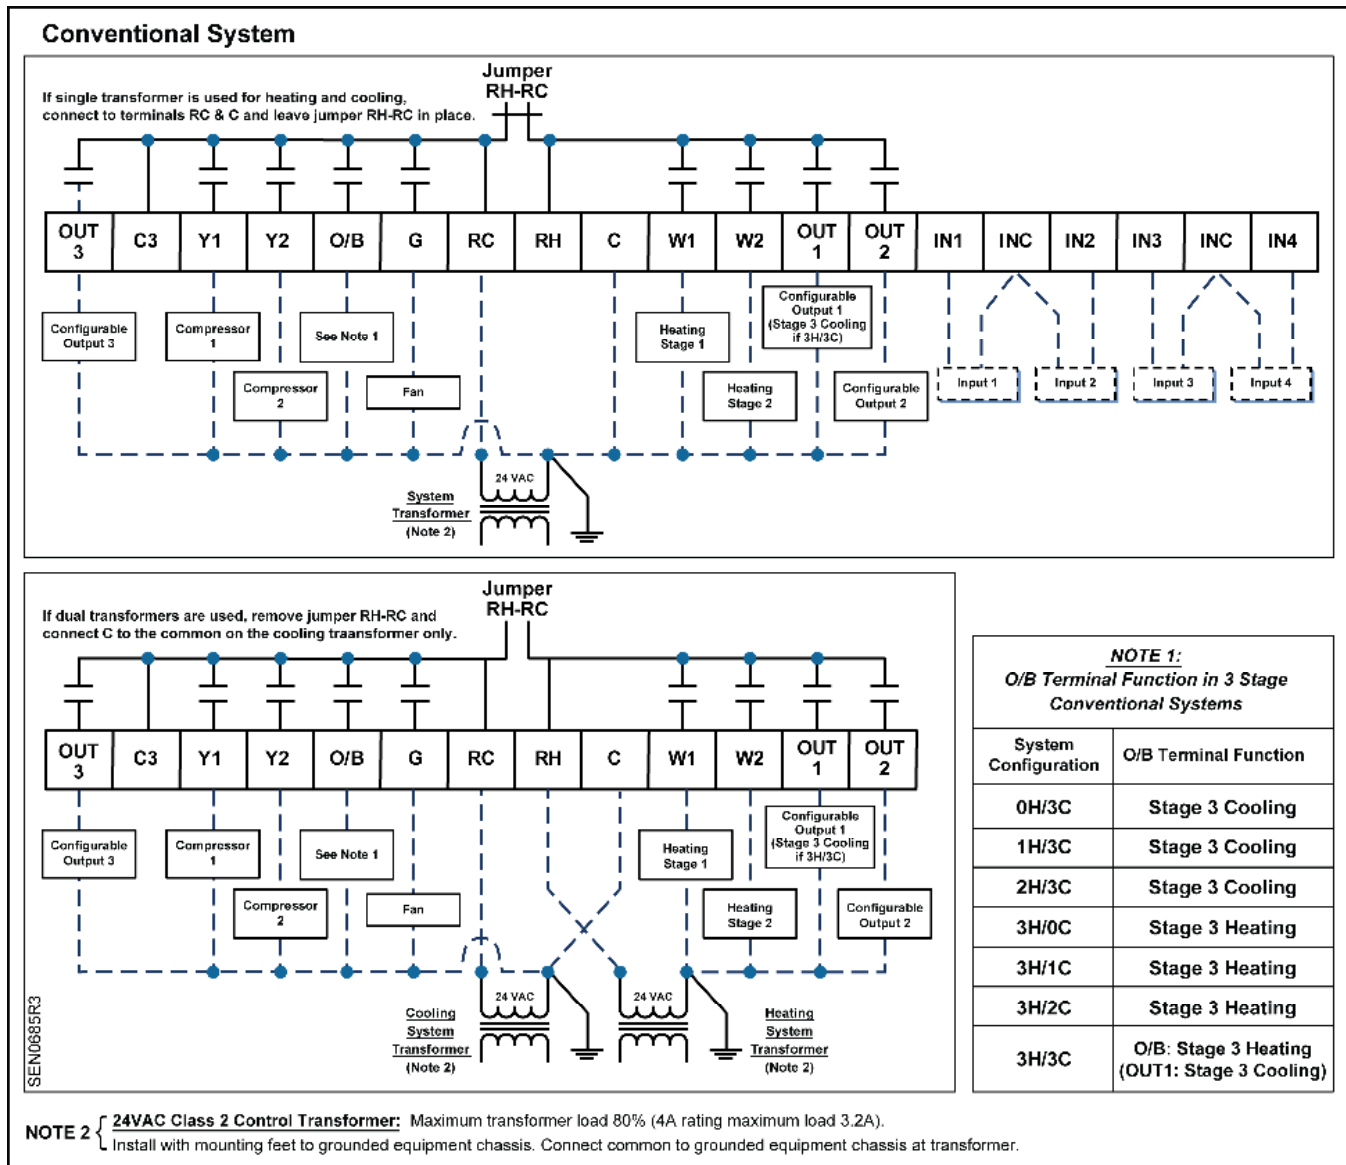 Conventional System
Jumper
RH-RC
If single transformer is used for heating and cooling,
connect to terminals RC & C and leave jumper RH-RC in place.
OUT 3 C3 Y1 Y2 O/B G RC RH C W1 W2 OUT 1 OUT 2 IN1 INC IN2 IN3 INC IN4
Configurable
Output 3
Compressor
1
Compressor
2
See Note 1
Fan
Heating
Stage 1
Heating
Stage 2
Configurable
Output 1
(Stage 3 Cooling
if 3H/3C)
Configurable
Output 2
Input 1
Input 2
Input 3
Input 4
24 VAC
System
Transformer
(Note 2)
Jumper
RH-RC
If dual transformers are used, remove jumper RH-RC and
connect C to the common on the cooling traansformer only.
OUT 3 C3 Y1 Y2 O/B G RC RH C W1 W2 OUT 1 OUT 2
Configurable
Output 3
Compressor
1
Compressor
2
See Note 1
Fan
Heating
Stage 1
Heating
Stage 2
Configurable
Output 1
(Stage 3 Cooling
if 3H/3C)
Configurable
Output 2
24 VAC
24 VAC
Cooling
System
Transformer
(Note 2)
Heating
System
Transformer
(Note 2)
SEN0685R3
NOTE 1:
O/B Terminal Function in 3 Stage
Conventional Systems
System
Configuration
O/B Terminal Function
0H/3C Stage 3 Cooling
1H/3C Stage 3 Cooling
2H/3C Stage 3 Cooling
3H/0C Stage 3 Heating
3H/1C Stage 3 Heating
3H/2C Stage 3 Heating
3H/3C O/B: Stage 3 Heating
(OUT1: Stage 3 Cooling)
NOTE 2 { 24VAC Class 2 Control Transformer: Maximum transformer load 80% (4A rating maximum load 3.2A).
Install with mounting feet to grounded equipment chassis. Connect common to grounded equipment chassis at transformer.